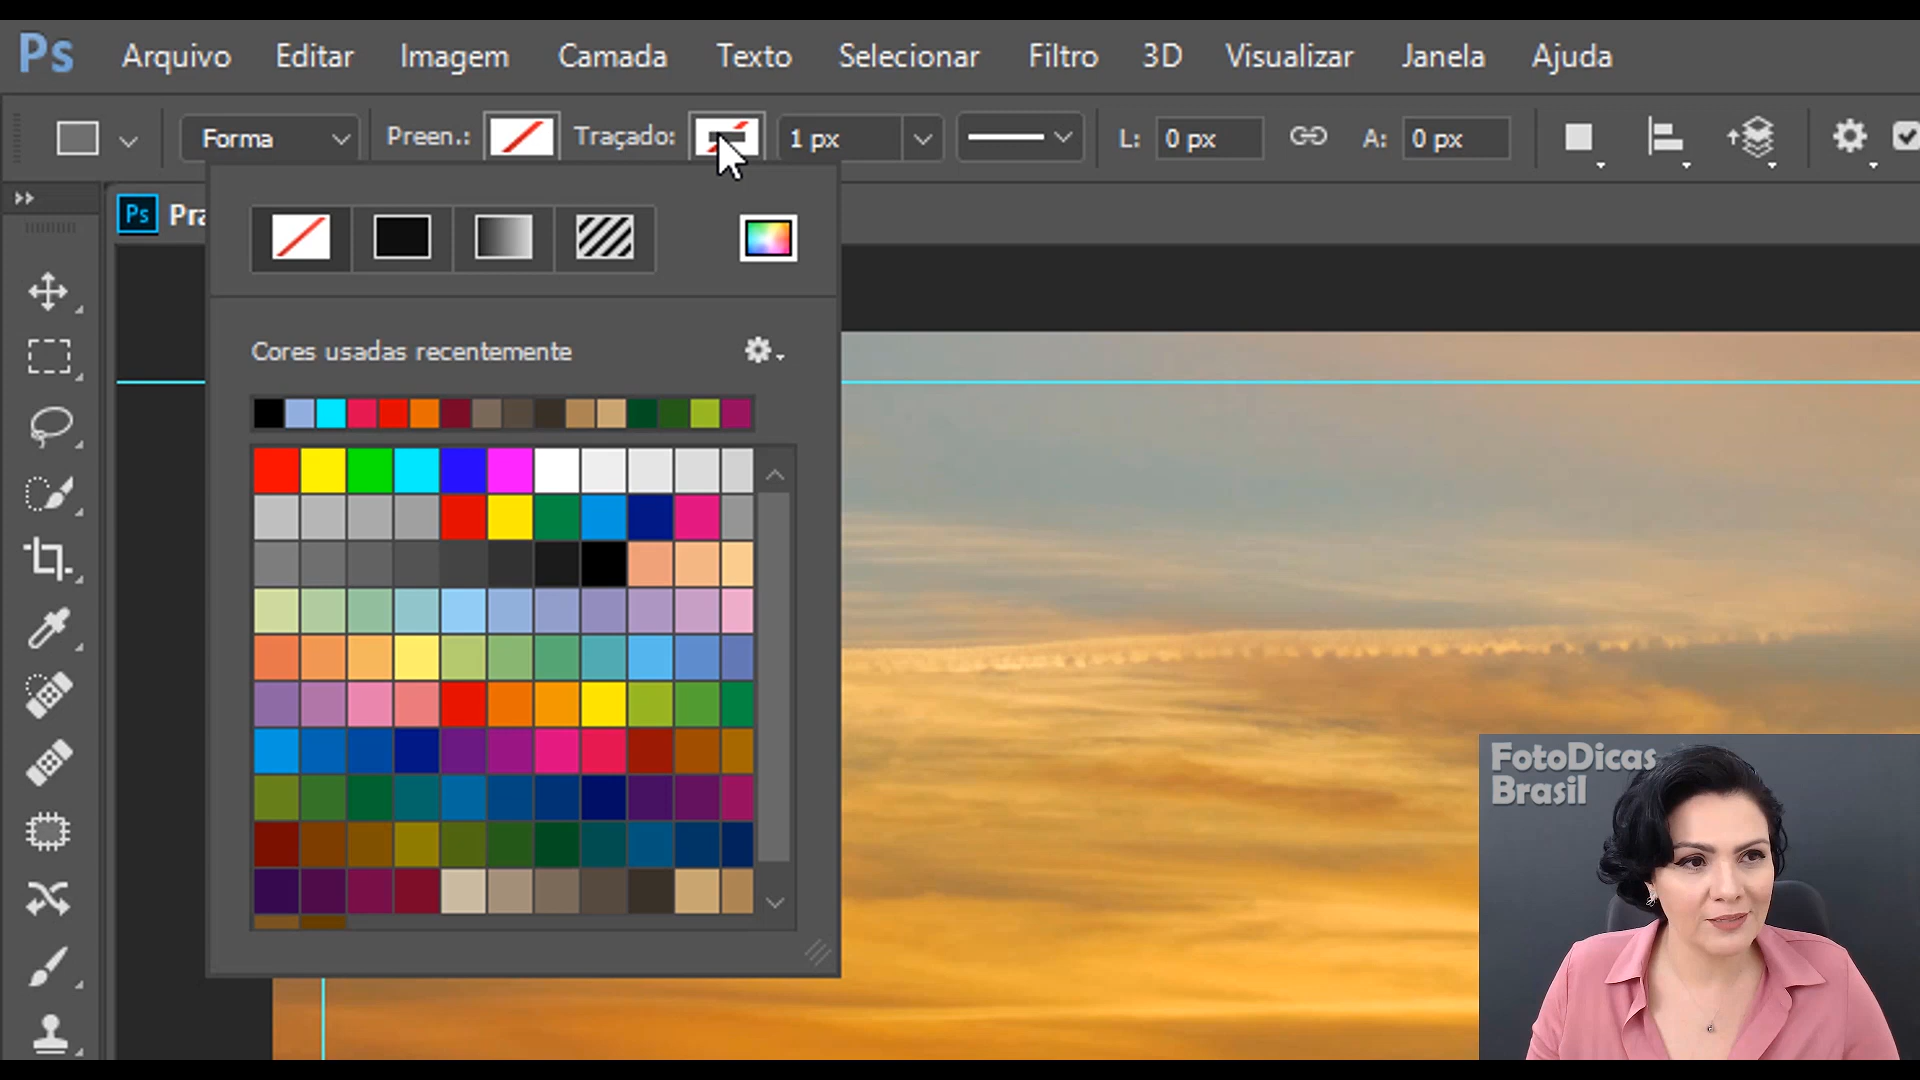 Ps Arquivo Editar Imagem Camada Texto Selecionar Filtro 3D Visualizar Janela Ajuda
Forma Preen.: Traçado: 1 px L: 0 px A: 0 px
Ps
Cores usadas recentemente
FotoDicas
Brasil